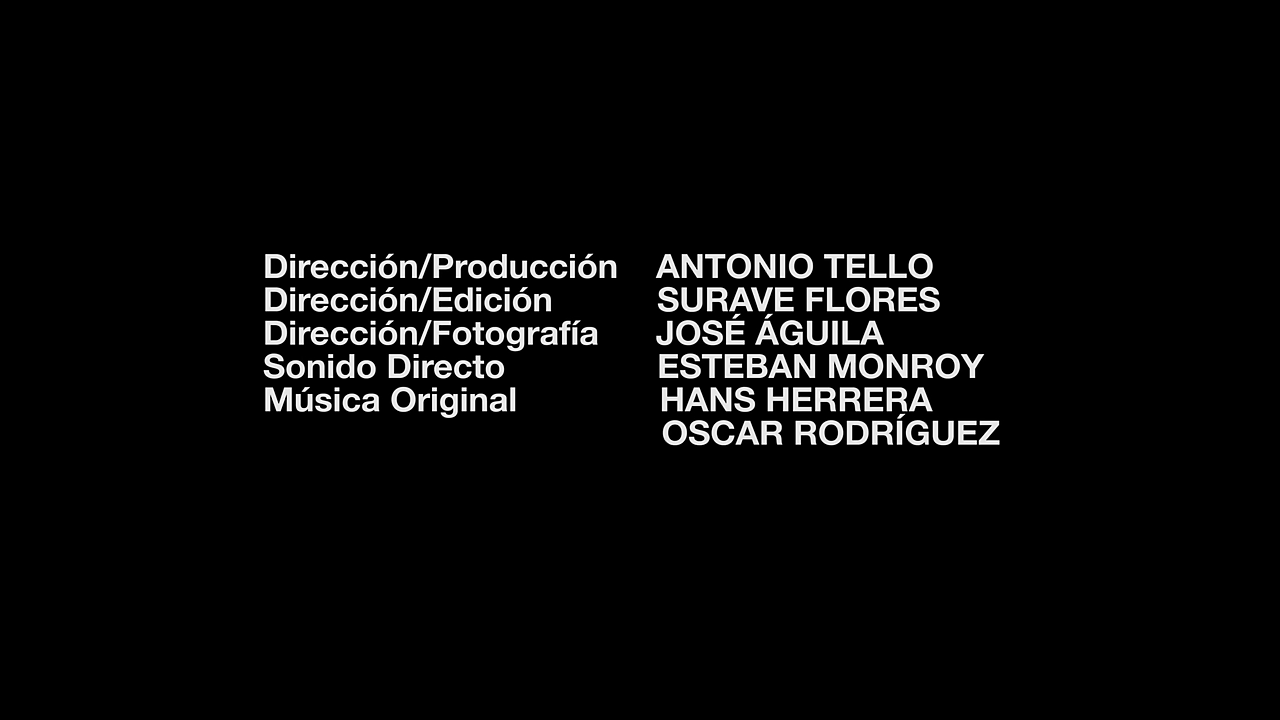 Dirección/Producción ANTONIO TELLO
Dirección/Edición SURAVE FLORES
Dirección/Fotografía JOSÉ ÁGUILA
Sonido Directo ESTEBAN MONROY
Música Original HANS HERRERA
OSCAR RODRÍGUEZ